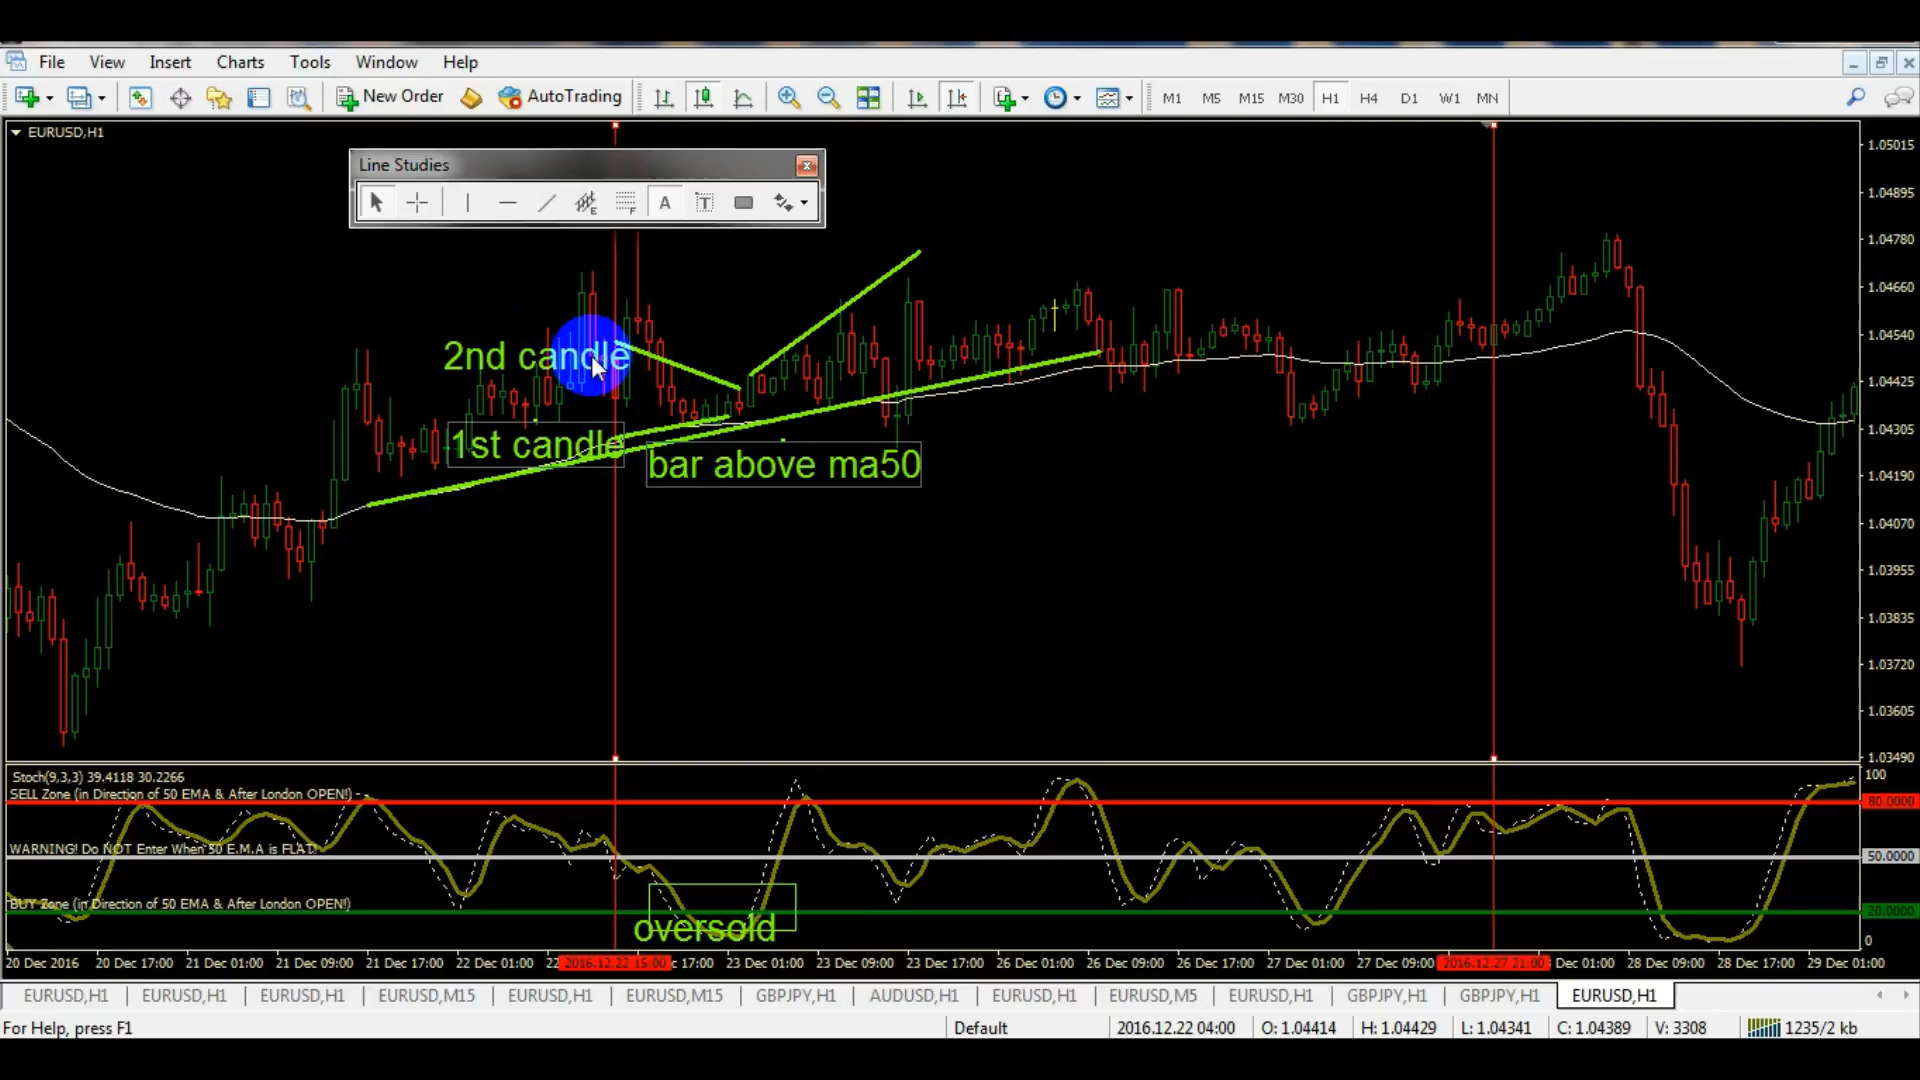 File View Insert Charts Tools Window Help
New Order AutoTrading M1 M5 M15 M30 H1 H4 D1 W1 MN
EURUSD,H1
Line Studies
E F A T
1.05015
1.04895
1.04780
1.04660
1.04540
1.04425
1.04305
1.04190
1.04070
1.03955
1.03835
1.03720
1.03605
1.03490
2nd candle
1st candle
bar above ma50
Stoch(9,3,3) 39.4118 30.2266
SELL Zone (in Direction of 50 EMA & After London OPEN!)
WARNING! Do NOT Enter When 50 E.M.A is FLAT!
BUY Zone (in Direction of 50 EMA & After London OPEN!)
oversold
100
80.0000
50.0000
20.0000
0
20 Dec 2016 20 Dec 17:00 21 Dec 01:00 21 Dec 09:00 21 Dec 17:00 22 Dec 01:00 22 2016.12.22 15:00 c 17:00 23 Dec 01:00 23 Dec 09:00 23 Dec 17:00 26 Dec 01:00 26 Dec 09:00 26 Dec 17:00 27 Dec 01:00 27 Dec 09:00 2016.12.27 21:00 Dec 01:00 28 Dec 09:00 28 Dec 17:00 29 Dec 01:00
EURUSD,H1 EURUSD,H1 EURUSD,H1 EURUSD,M15 EURUSD,H1 EURUSD,M15 GBPJPY,H1 AUDUSD,H1 EURUSD,H1 EURUSD,M5 EURUSD,H1 GBPJPY,H1 GBPJPY,H1 EURUSD,H1
For Help, press F1 Default 2016.12.22 04:00 O: 1.04414 H: 1.04429 L: 1.04341 C: 1.04389 V: 3308 1235/2 kb